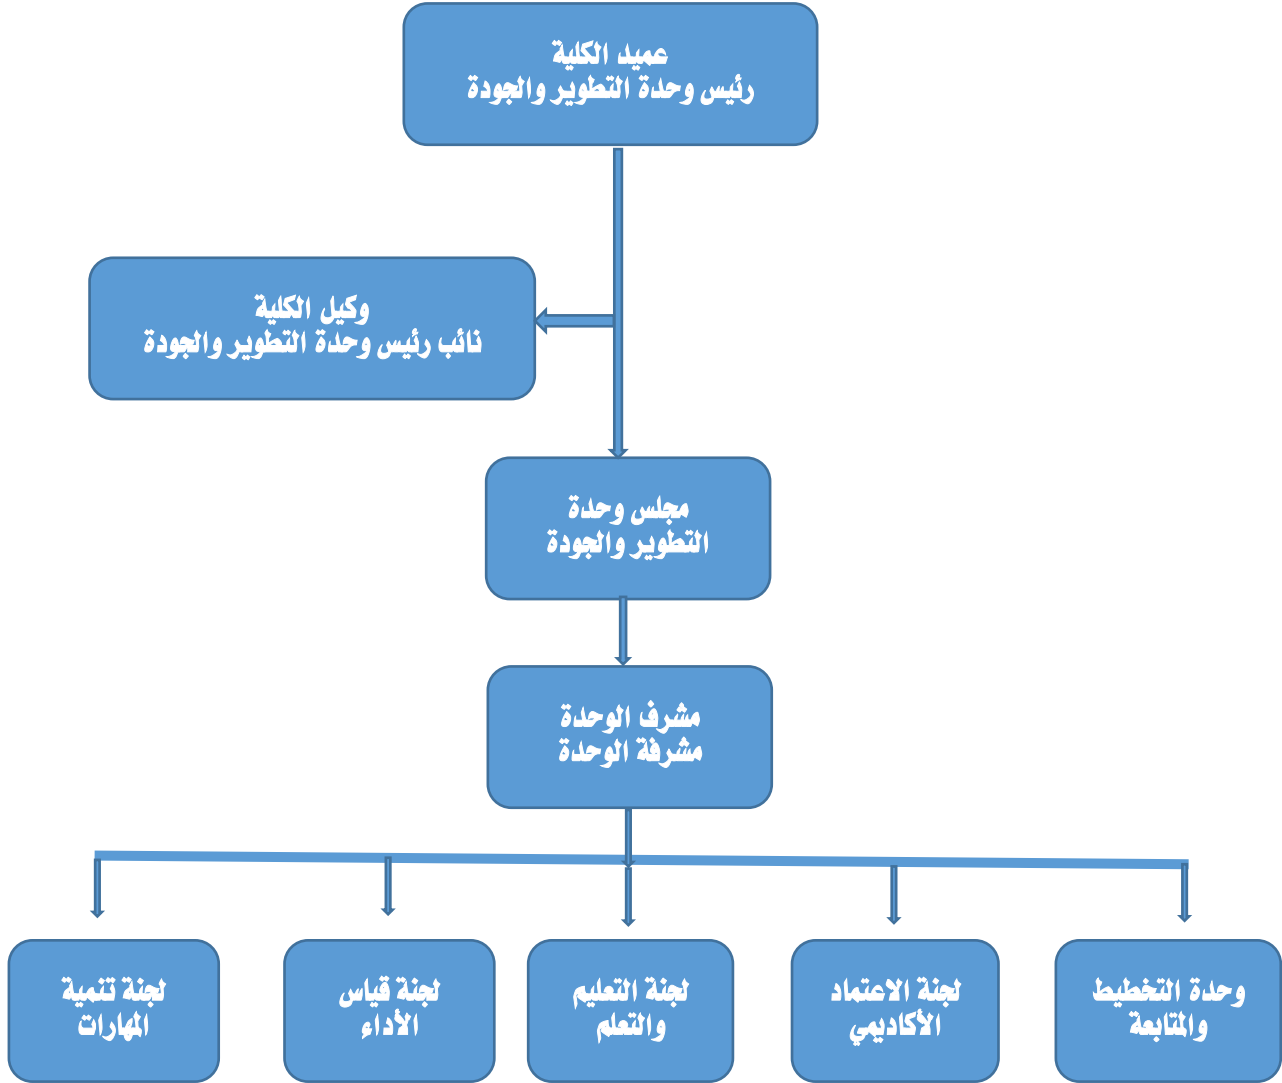 عميد الكلية
رئيس وحدة التطوير والجودة
وكيل الكلية
نائب رئيس وحدة التطوير والجودة
مجلس وحدة
التطوير والجودة
مشرف الوحدة
مشرفة الوحدة
وحدة التخطيط
والمتابعة
لجنة الاعتماد
الأكاديمي
لجنة التعليم
والتعلم
لجنة قياس
الأداء
لجنة تنمية
المهارات